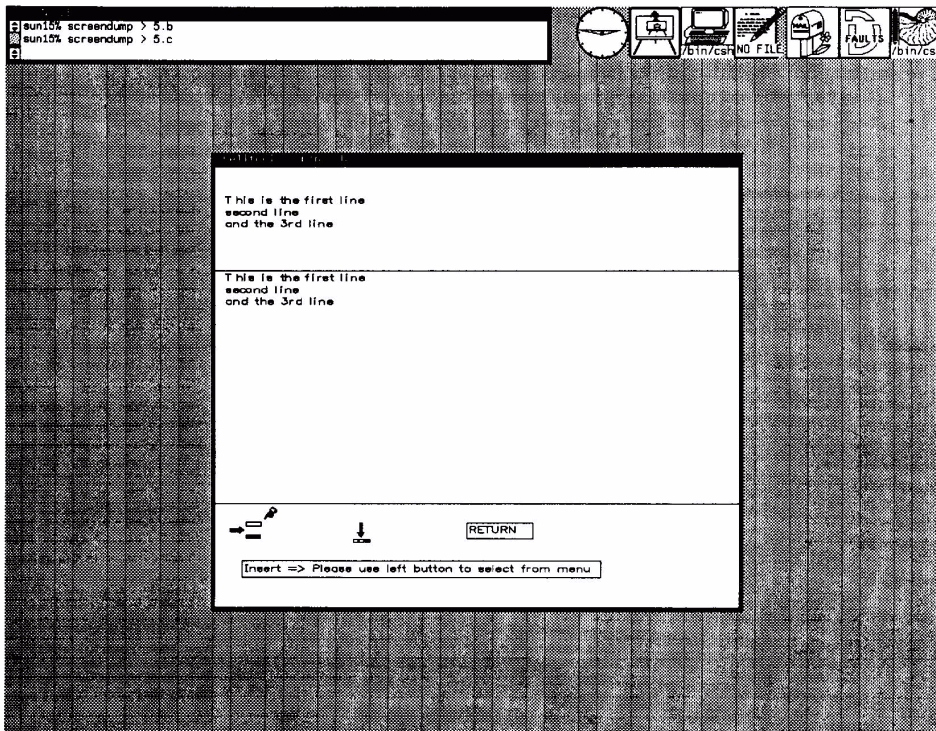 sun15% screendump > 5.b
sun15% screendump > 5.c
/bin/csh
NO FILE
MAIL
D
FAULTS
/bin/cs
This is the first line
second line
and the 3rd line
This is the first line
second line
and the 3rd line
RETURN
Insert => Please use left button to select from menu